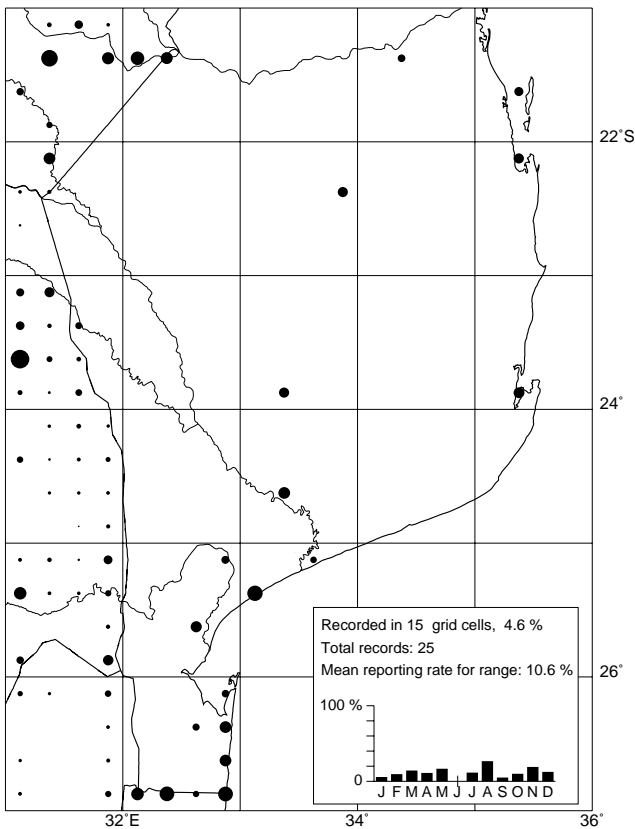 22˚S
24˚
Recorded in 15 grid cells, 4.6 %
Total records: 25
Mean reporting rate for range: 10.6 %
26˚
100 %
0
J F M A M J J A S O N D
32˚E
34˚
36˚